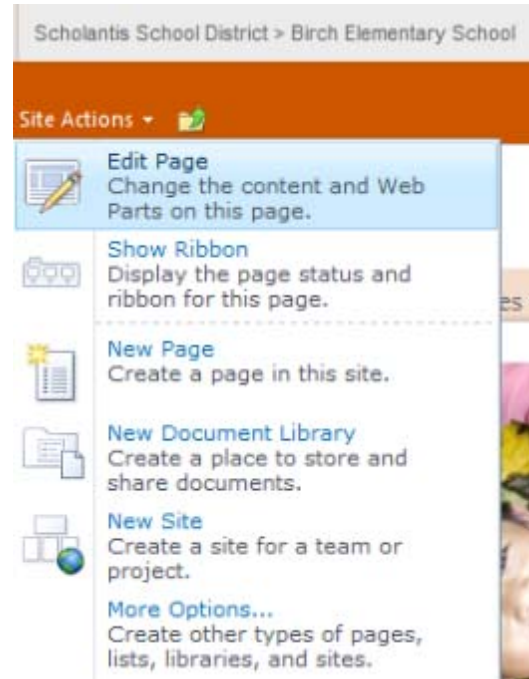 Scholantis School District > Birch Elementary School
Site Actions
Edit Page
Change the content and Web
Parts on this page.
Show Ribbon
Display the page status and
ribbon for this page.
es
New Page
Create a page in this site.
New Document Library
Create a place to store and
share documents.
New Site
Create a site for a team or
project.
More Options...
Create other types of pages,
lists, libraries, and sites.